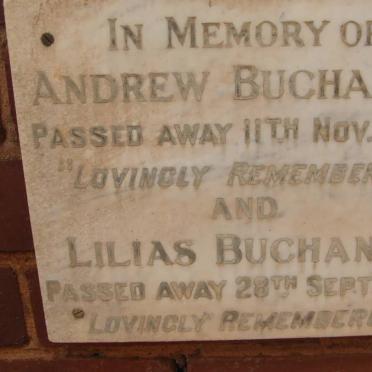 IN MEMORY OF
ANDREW BUCHA
PASSED AWAY 11TH NOV.
"LOVINGLY REMEMBER
AND
LILIAS BUCHAN
PASSED AWAY 28TH SEPT
"LOVINGLY REMEMBERE